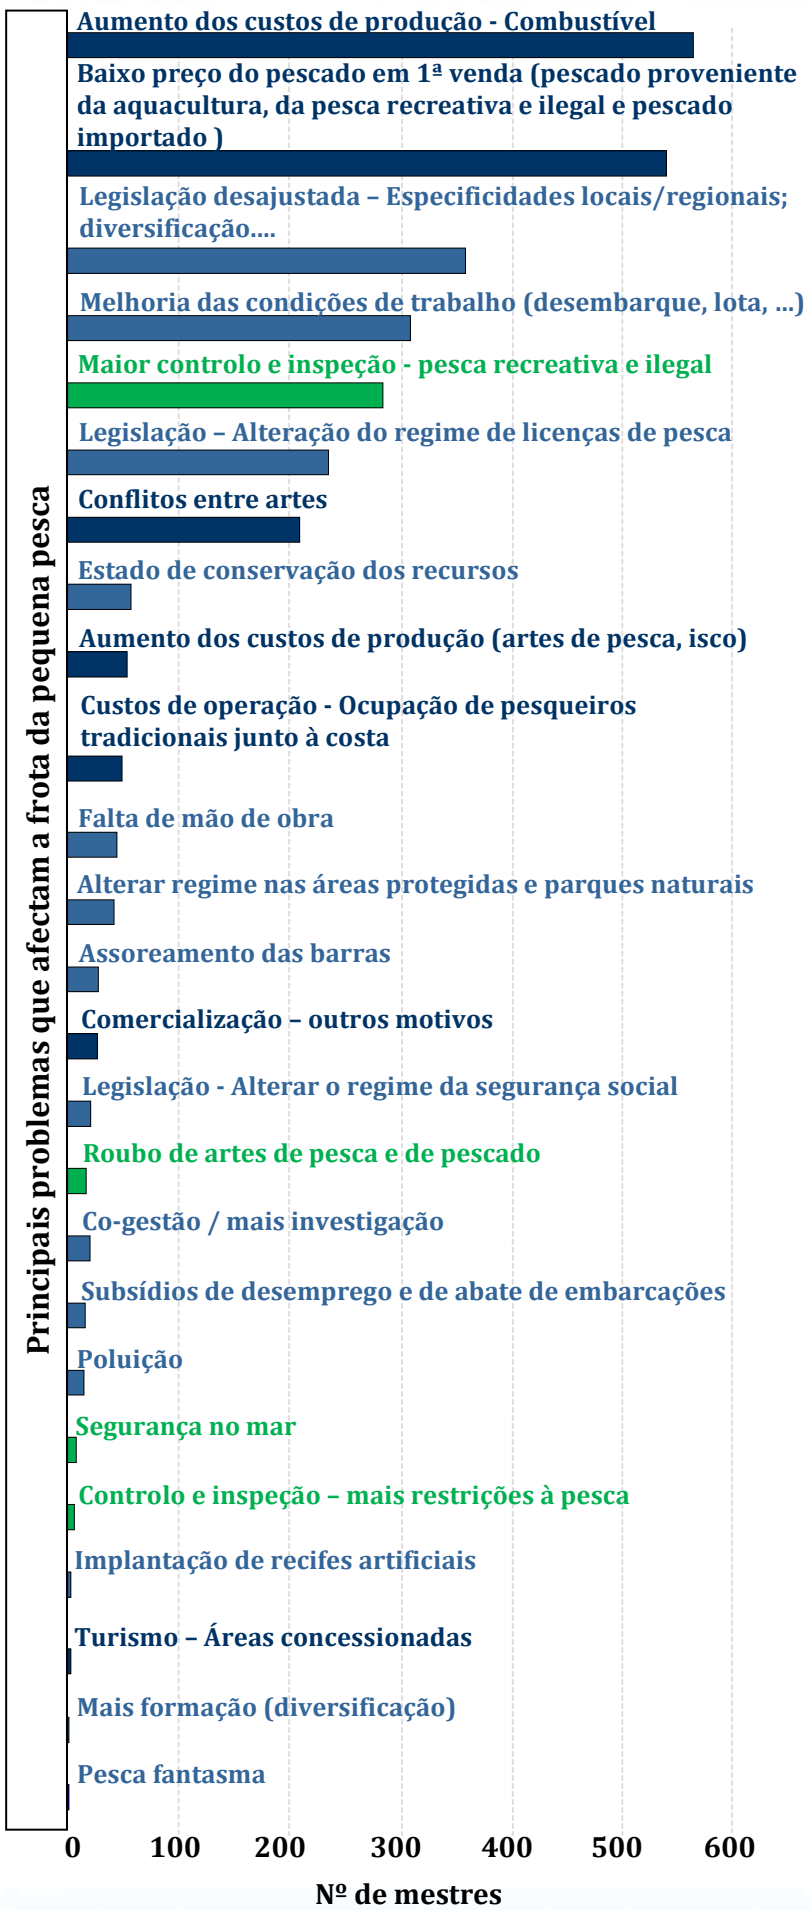 Principais problemas que afectam a frota da pequena pesca
Aumento dos custos de produção - Combustível
Baixo preço do pescado em 1ª venda (pescado proveniente
da aquacultura, da pesca recreativa e ilegal e pescado
importado )
Legislação desajustada – Especificidades locais/regionais;
diversificação....
Melhoria das condições de trabalho (desembarque, lota, ...)
Maior controlo e inspeção - pesca recreativa e ilegal
Legislação – Alteração do regime de licenças de pesca
Conflitos entre artes
Estado de conservação dos recursos
Aumento dos custos de produção (artes de pesca, isco)
Custos de operação - Ocupação de pesqueiros
tradicionais junto à costa
Falta de mão de obra
Alterar regime nas áreas protegidas e parques naturais
Assoreamento das barras
Comercialização – outros motivos
Legislação - Alterar o regime da segurança social
Roubo de artes de pesca e de pescado
Co-gestão / mais investigação
Subsídios de desemprego e de abate de embarcações
Poluição
Segurança no mar
Controlo e inspeção – mais restrições à pesca
Implantação de recifes artificiais
Turismo – Áreas concessionadas
Mais formação (diversificação)
Pesca fantasma
0 100 200 300 400 500 600
Nº de mestres